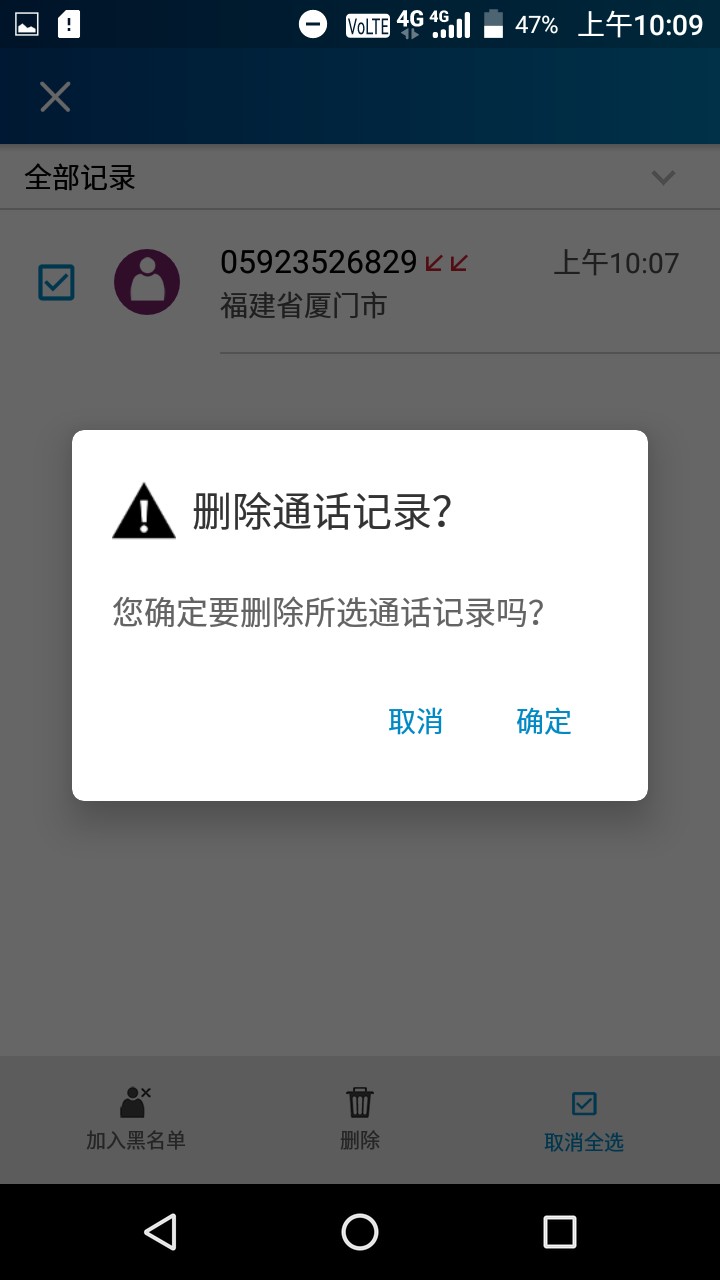 VoLTE 4G 4G 47% 上午10:09
全部记录
05923526829 上午10:07
福建省厦门市
删除通话记录?
您确定要删除所选通话记录吗?
取消 确定
加入黑名单 删除 取消全选